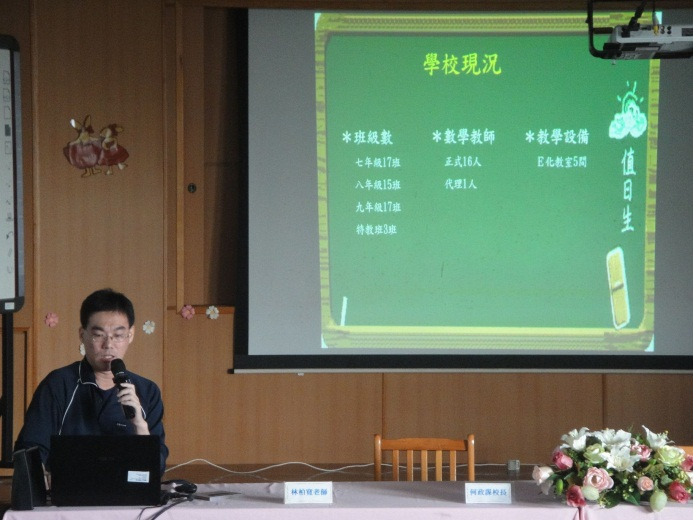 學校現況
＊班級數
七年級17班
八年級15班
九年級17班
特教班3班
＊數學教師
正式16人
代理1人
＊教學設備
E化教室5間
值日生